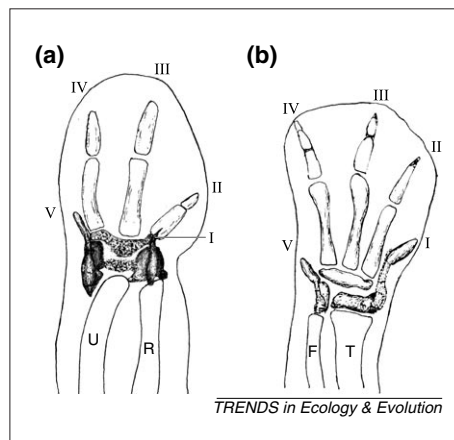 (a)
III
IV
II
V
I
U
R
(b)
III
IV
II
V
I
F
T
TRENDS in Ecology & Evolution